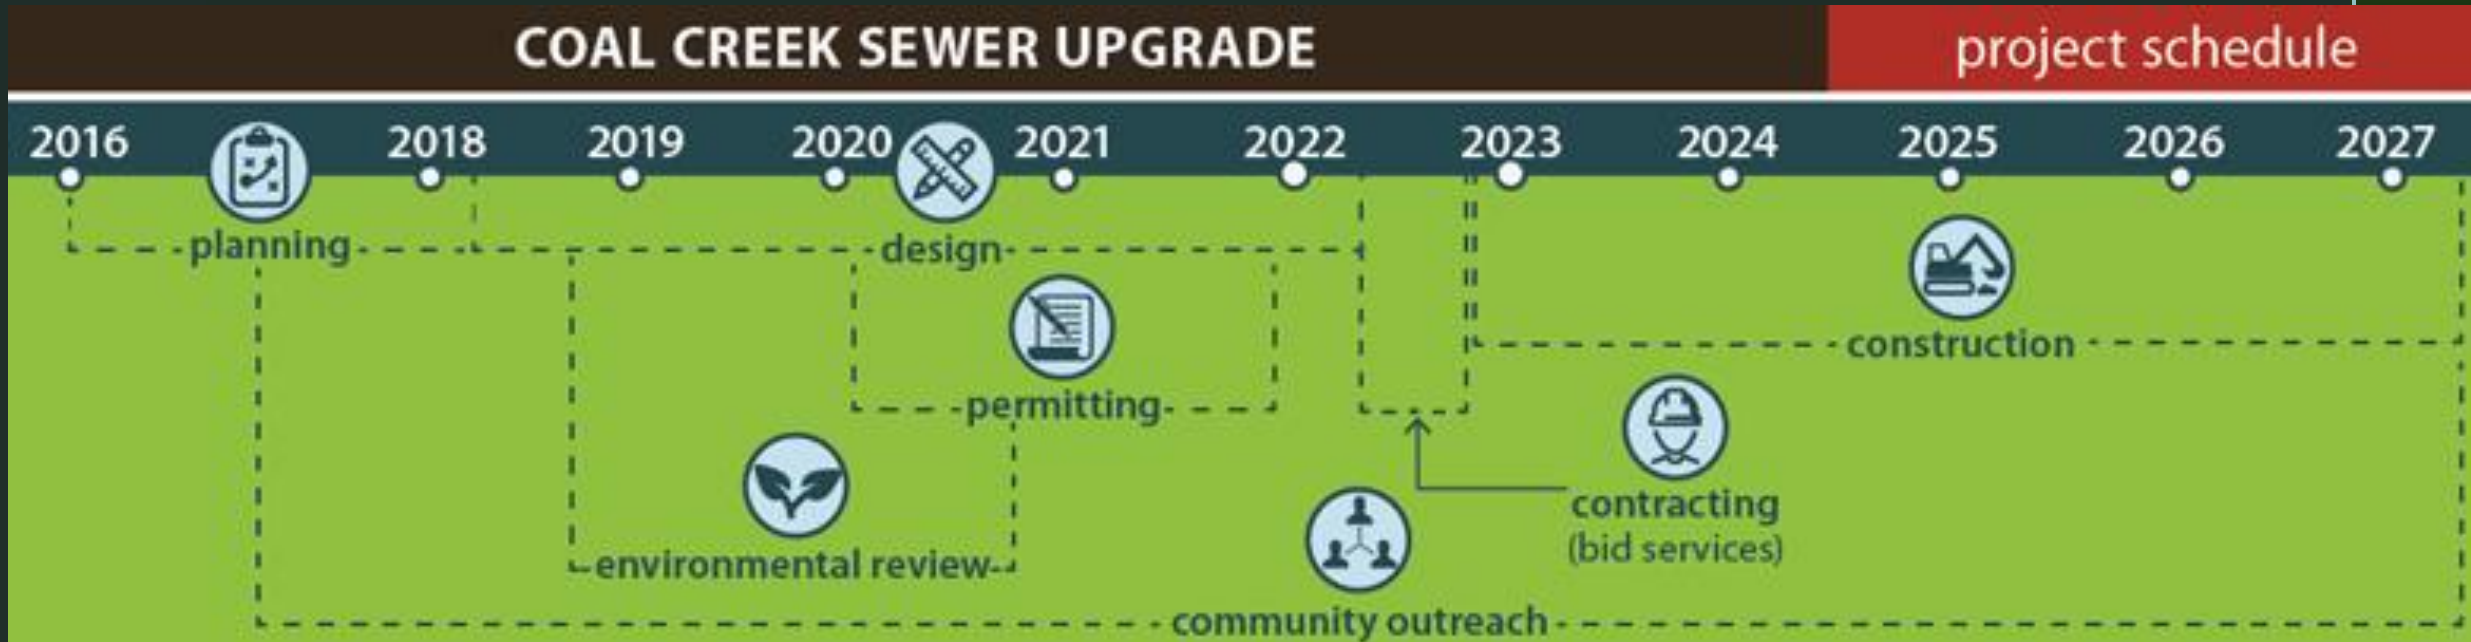 COAL CREEK SEWER UPGRADE
project schedule
2016 2018 2019 2020 2021 2022 2023 2024 2025 2026 2027
planning
design
construction
permitting
contracting
(bid services)
environmental review
community outreach